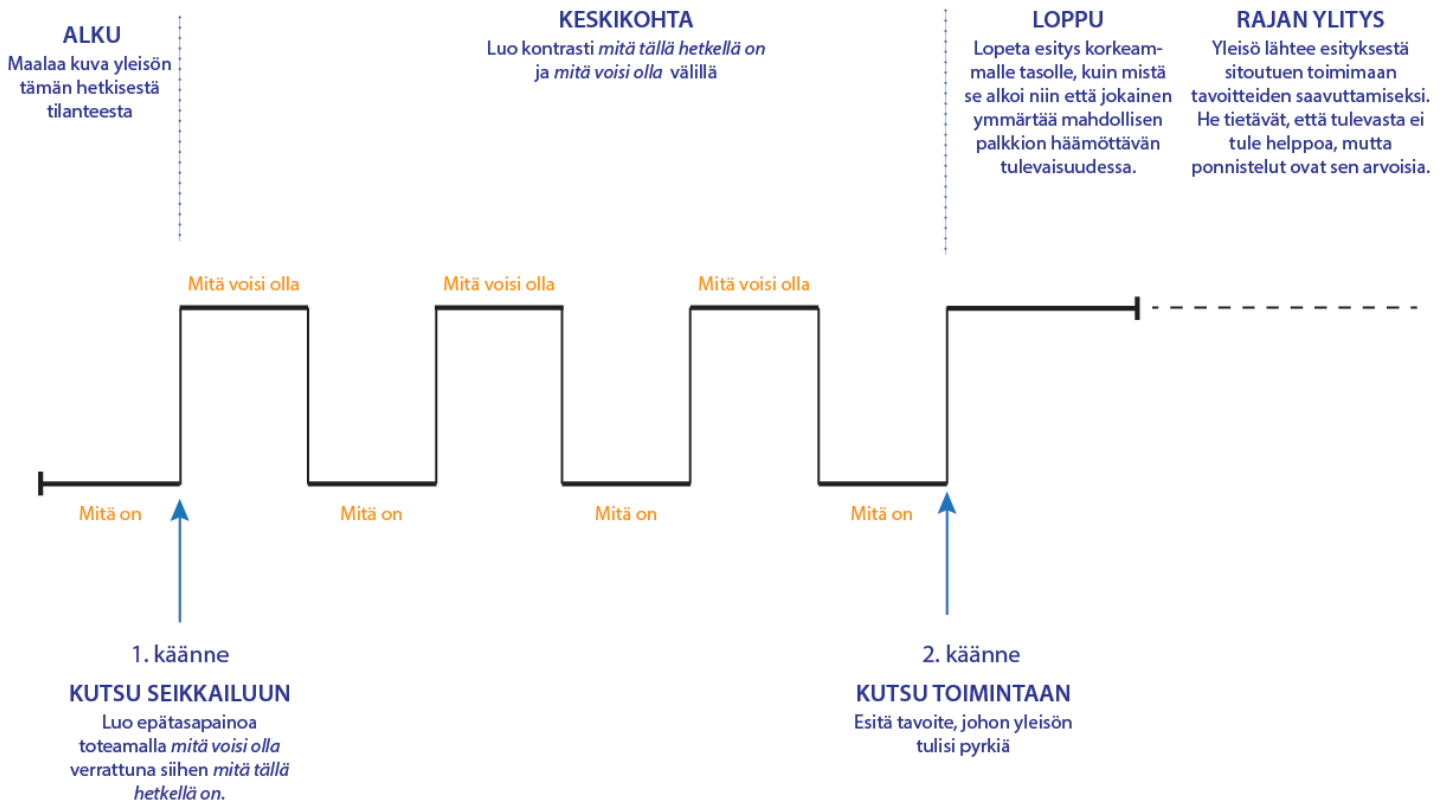 ALKU
Maalaa kuva yleisön
tämän hetkisestä
tilanteesta
KESKIKOHTA
Luo kontrasti mitä tällä hetkellä on
ja mitä voisi olla välillä
LOPPU
Lopeta esitys korkeam-
malle tasolle, kuin mistä
se alkoi niin että jokainen
ymmärtää mahdollisen
palkkion häämöttävän
tulevaisuudessa.
RAJAN YLITYS
Yleisö lähtee esityksestä
sitoutuen toimimaan
tavoitteiden saavuttamiseksi.
He tietävät, että tulevasta ei
tule helppoa, mutta
ponnistelut ovat sen arvoisia.
Mitä voisi olla
Mitä voisi olla
Mitä voisi olla
Mitä on
Mitä on
Mitä on
Mitä on
1. käänne
KUTSU SEIKKAILUUN
Luo epätasapainoa
toteamalla mitä voisi olla
verrattuna siihen mitä tällä
hetkellä on.
2. käänne
KUTSU TOIMINTAAN
Esitä tavoite, johon yleisön
tulisi pyrkiä